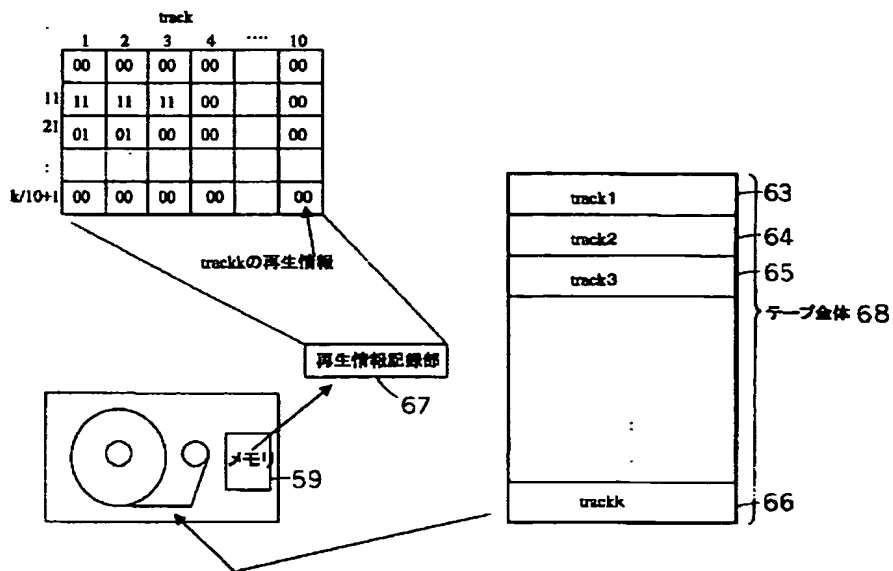 track
1 2 3 4 ···· 10
00 00 00 00 00
11 11 11 11 00 00
21 01 01 00 00 00
:
k/10+1 00 00 00 00 00
trackkの再生情報
再生情報記録部
67
メモリ
59
track1 63
track2 64
track3 65
テープ全体 68
:
trackk 66